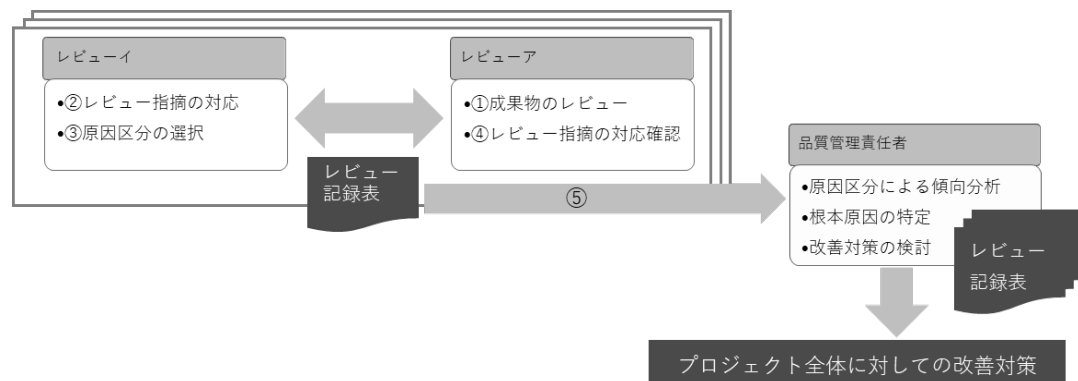 レビューイ
•②レビュー指摘の対応
•③原因区分の選択
レビューア
•①成果物のレビュー
•④レビュー指摘の対応確認
レビュー
記録表
⑤
品質管理責任者
•原因区分による傾向分析
•根本原因の特定
•改善対策の検討
レビュー
記録表
プロジェクト全体に対しての改善対策